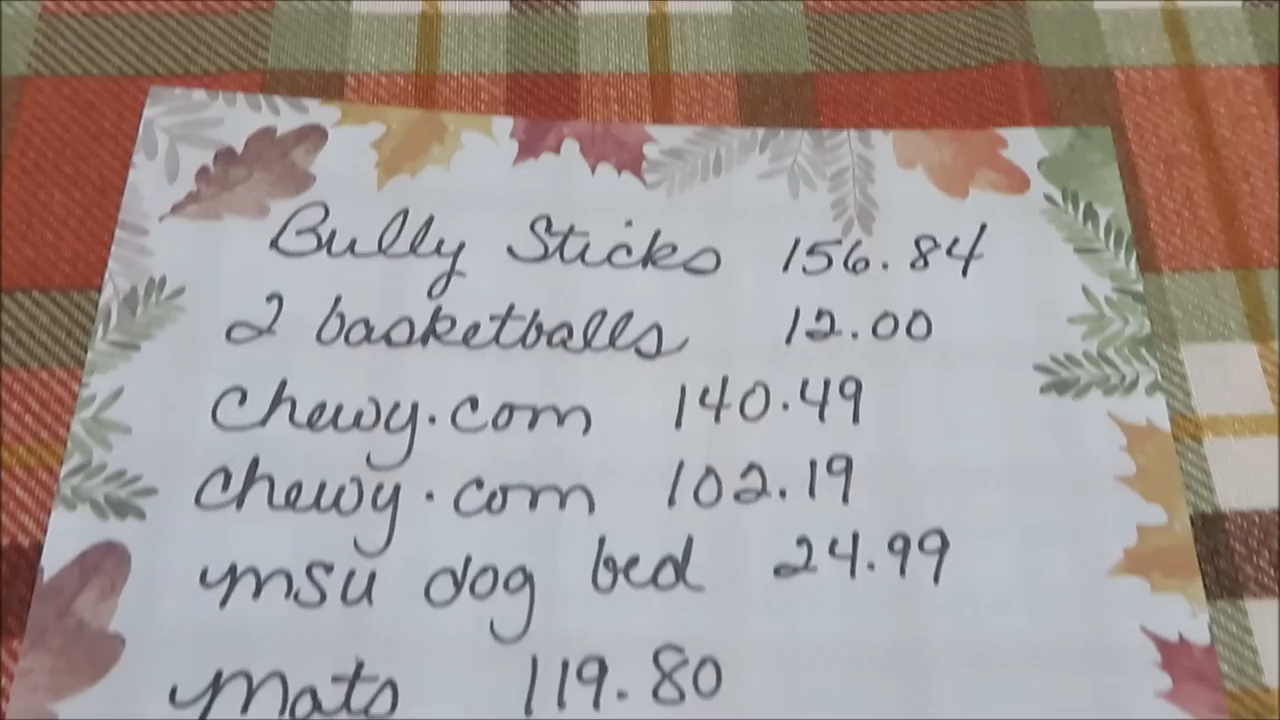 Bully Sticks 156.84
2 basketballs 12.00
Chewy.com 140.49
chewy.com 102.19
msu dog bed 24.99
mats 119.80